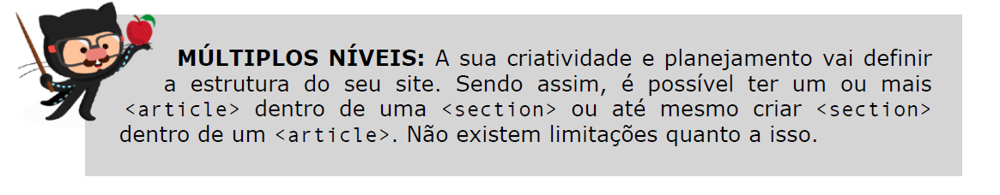 MÚLTIPLOS NÍVEIS: A sua criatividade e planejamento vai definir
a estrutura do seu site. Sendo assim, é possível ter um ou mais
<article> dentro de uma <section> ou até mesmo criar <section>
dentro de um <article>. Não existem limitações quanto a isso.